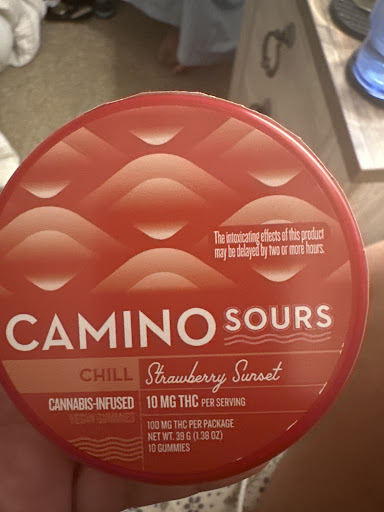 The intoxicating effects of this product
may be delayed by two or more hours.
CAMINO SOURS
CHILL Strawberry Sunset
CANNABIS-INFUSED 10 MG THC PER SERVING
100 MG THC PER PACKAGE
NET WT. 39 G (1.38 OZ)
10 GUMMIES